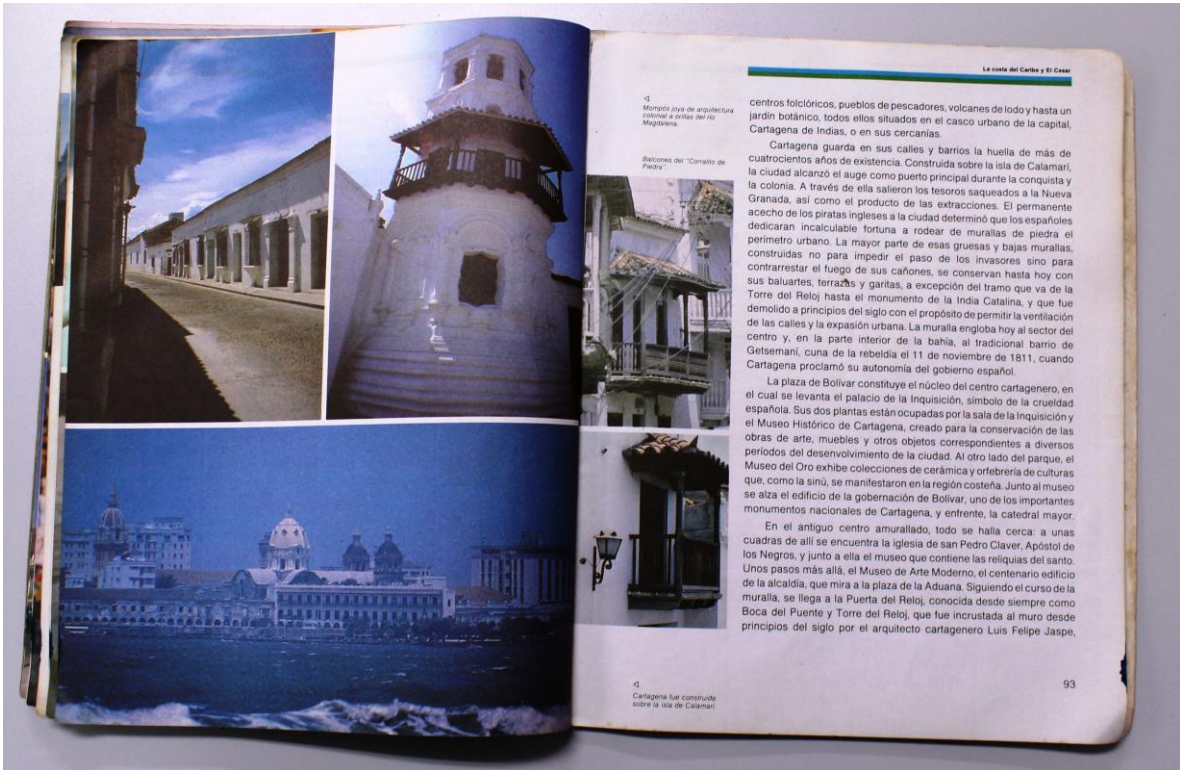 La costa del Caribe y El Cesar
Mompós joya de arquitectura
colonial a orillas del río
Magdalena.
Balcones del "Corralito de
Piedra".
centros folclóricos, pueblos de pescadores, volcanes de lodo y hasta un
jardín botánico, todos ellos situados en el casco urbano de la capital,
Cartagena de Indias, o en sus cercanías.
Cartagena guarda en sus calles y barrios la huella de más de
cuatrocientos años de existencia. Construida sobre la isla de Calamarí,
la ciudad alcanzó el auge como puerto principal durante la conquista y
la colonia. A través de ella salieron los tesoros saqueados a la Nueva
Granada, así como el producto de las extracciones. El permanente
acecho de los piratas ingleses a la ciudad determinó que los españoles
dedicaran incalculable fortuna a rodear de murallas de piedra el
perímetro urbano. La mayor parte de esas gruesas y bajas murallas,
construidas no para impedir el paso de los invasores sino para
contrarrestar el fuego de sus cañones, se conservan hasta hoy con
sus baluartes, terrazas y garitas, a excepción del tramo que va de la
Torre del Reloj hasta el monumento de la India Catalina, y que fue
demolido a principios del siglo con el propósito de permitir la ventilación
de las calles y la expasión urbana. La muralla engloba hoy al sector del
centro y, en la parte interior de la bahía, al tradicional barrio de
Getsemaní, cuna de la rebeldía el 11 de noviembre de 1811, cuando
Cartagena proclamó su autonomía del gobierno español.
La plaza de Bolívar constituye el núcleo del centro cartagenero, en
el cual se levanta el palacio de la Inquisición, símbolo de la crueldad
española. Sus dos plantas están ocupadas por la sala de la Inquisición y
el Museo Histórico de Cartagena, creado para la conservación de las
obras de arte, muebles y otros objetos correspondientes a diversos
períodos del desenvolvimiento de la ciudad. Al otro lado del parque, el
Museo del Oro exhibe colecciones de cerámica y orfebrería de culturas
que, como la sinú, se manifestaron en la región costeña. Junto al museo
se alza el edificio de la gobernación de Bolívar, uno de los importantes
monumentos nacionales de Cartagena, y enfrente, la catedral mayor.
En el antiguo centro amurallado, todo se halla cerca: a unas
cuadras de allí se encuentra la iglesia de san Pedro Claver, Apóstol de
los Negros, y junto a ella el museo que contiene las reliquias del santo.
Unos pasos más allá, el Museo de Arte Moderno, el centenario edificio
de la alcaldía, que mira a la plaza de la Aduana. Siguiendo el curso de la
muralla, se llega a la Puerta del Reloj, conocida desde siempre como
Boca del Puente y Torre del Reloj, que fue incrustada al muro desde
principios del siglo por el arquitecto cartagenero Luis Felipe Jaspe,
Cartagena fue construida
sobre la isla de Calamarí.
93